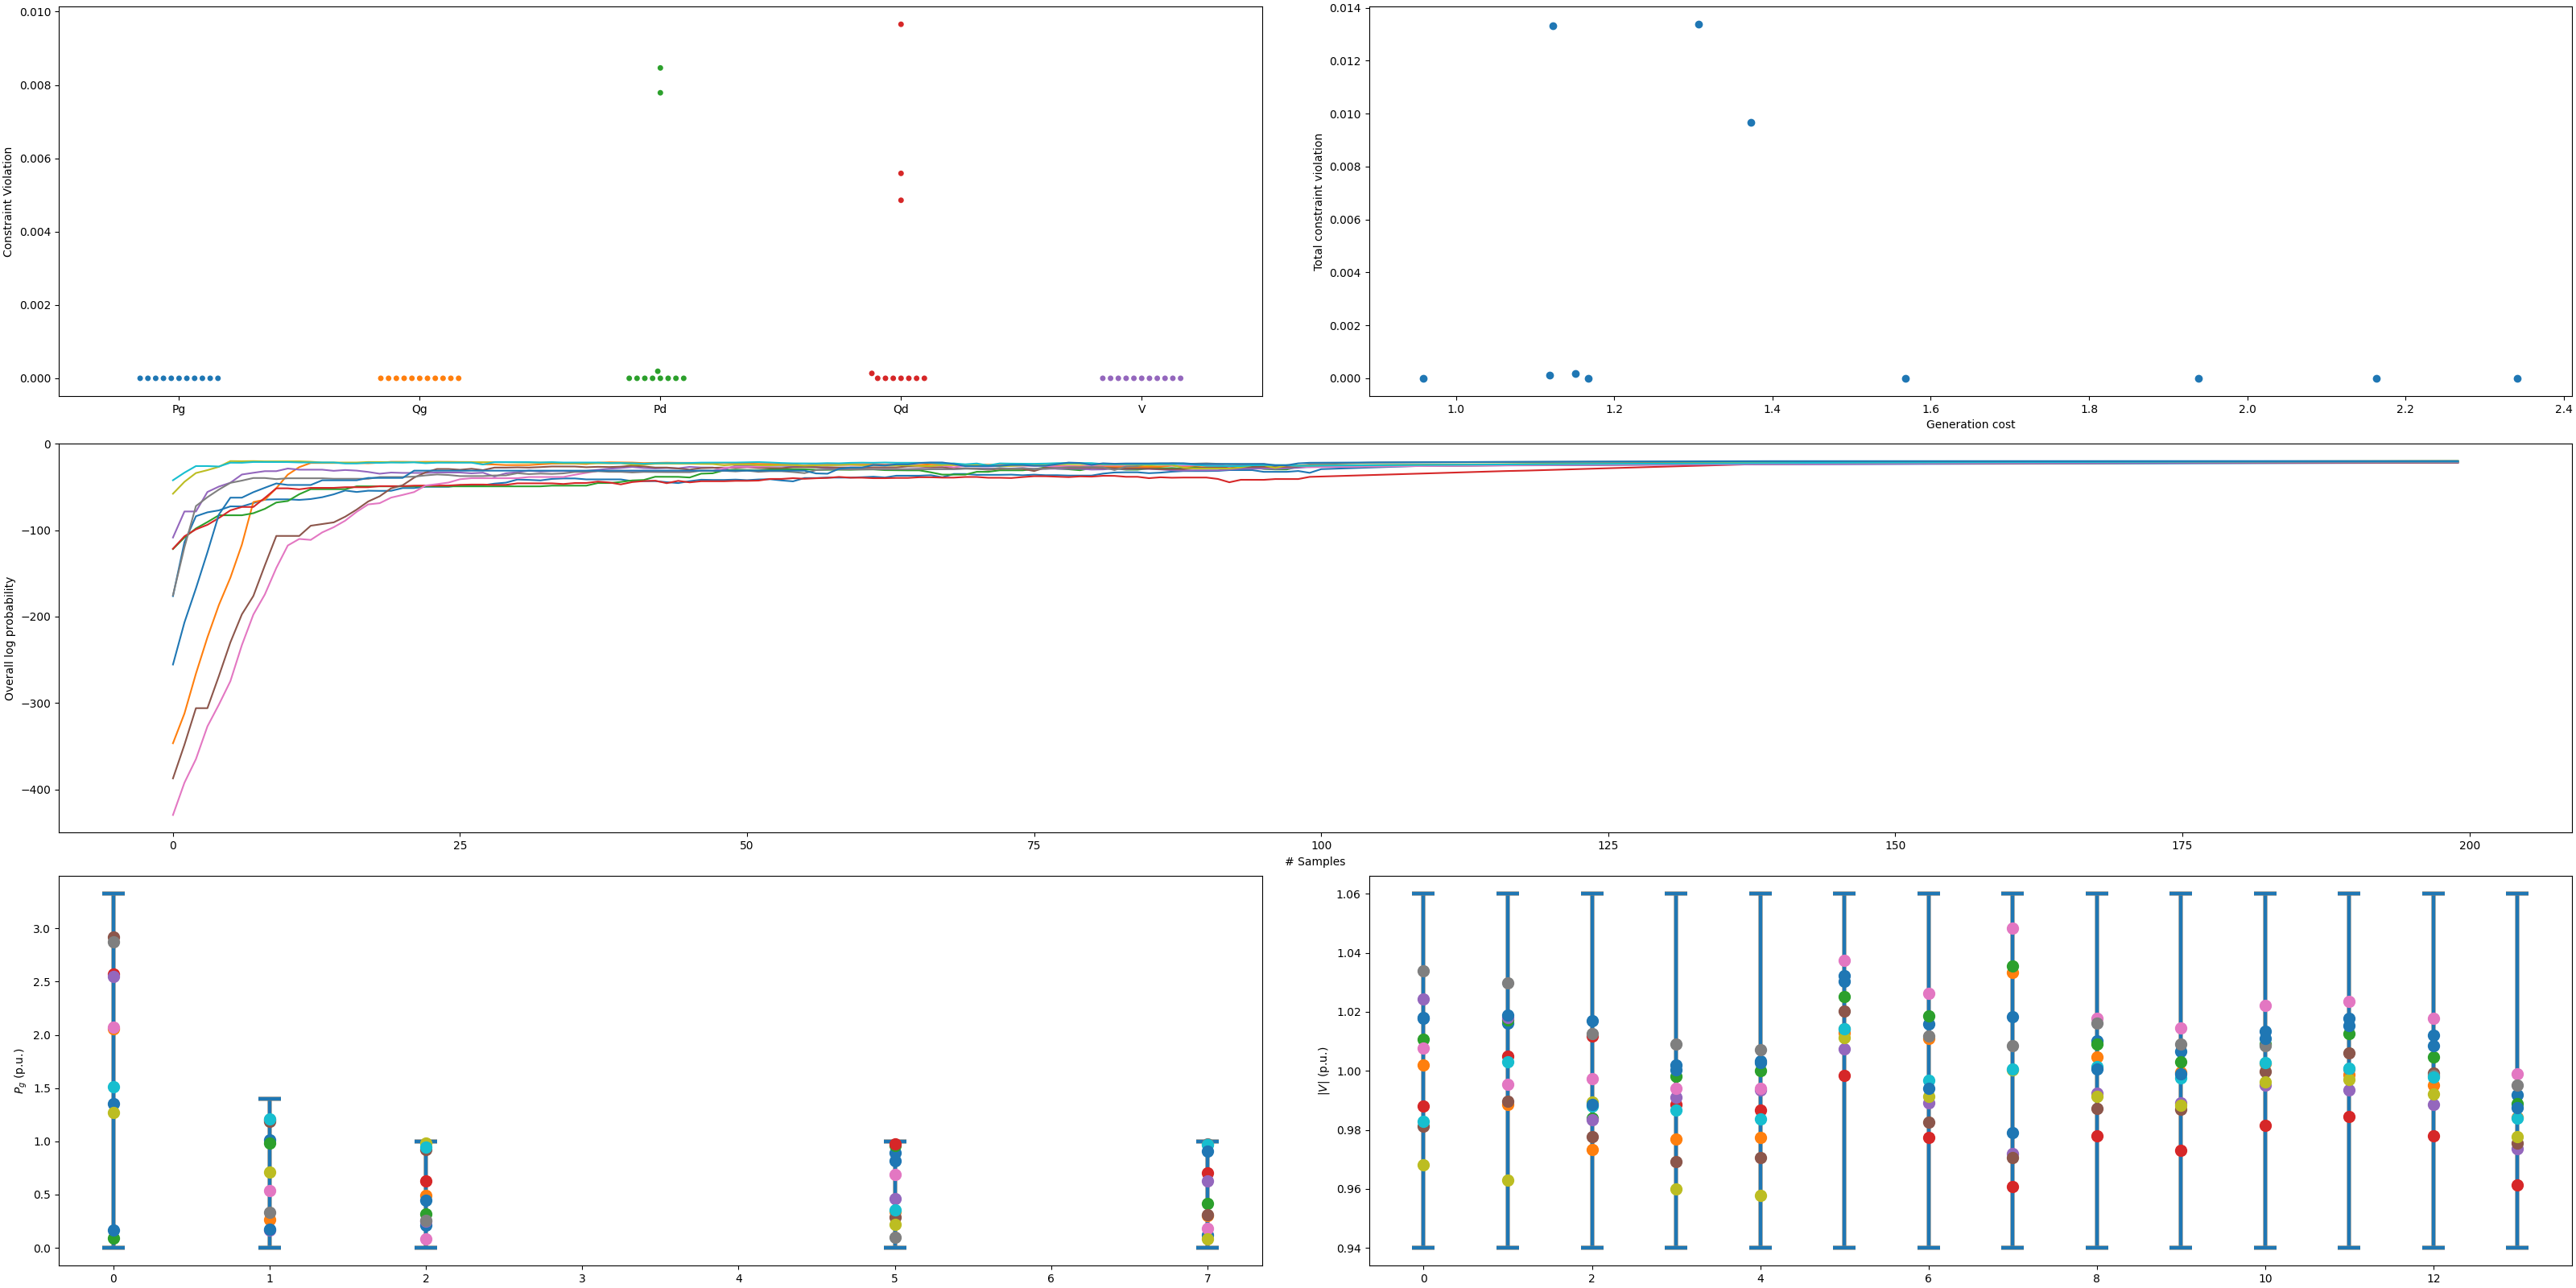 0.010
0.008
0.006
0.004
0.002
0.000
Constraint Violation
Pg Qg Pd Qd V
0.014
0.012
0.010
0.008
0.006
0.004
0.002
0.000
Total constraint violation
1.0 1.2 1.4 1.6 1.8 2.0 2.2 2.4
Generation cost
0
−100
−200
−300
−400
Overall log probability
0 25 50 75 100 125 150 175 200
# Samples
3.0
2.5
2.0
1.5
1.0
0.5
0.0
Pg (p.u.)
0 1 2 3 4 5 6 7
1.06
1.04
1.02
1.00
0.98
0.96
0.94
|V| (p.u.)
0 2 4 6 8 10 12